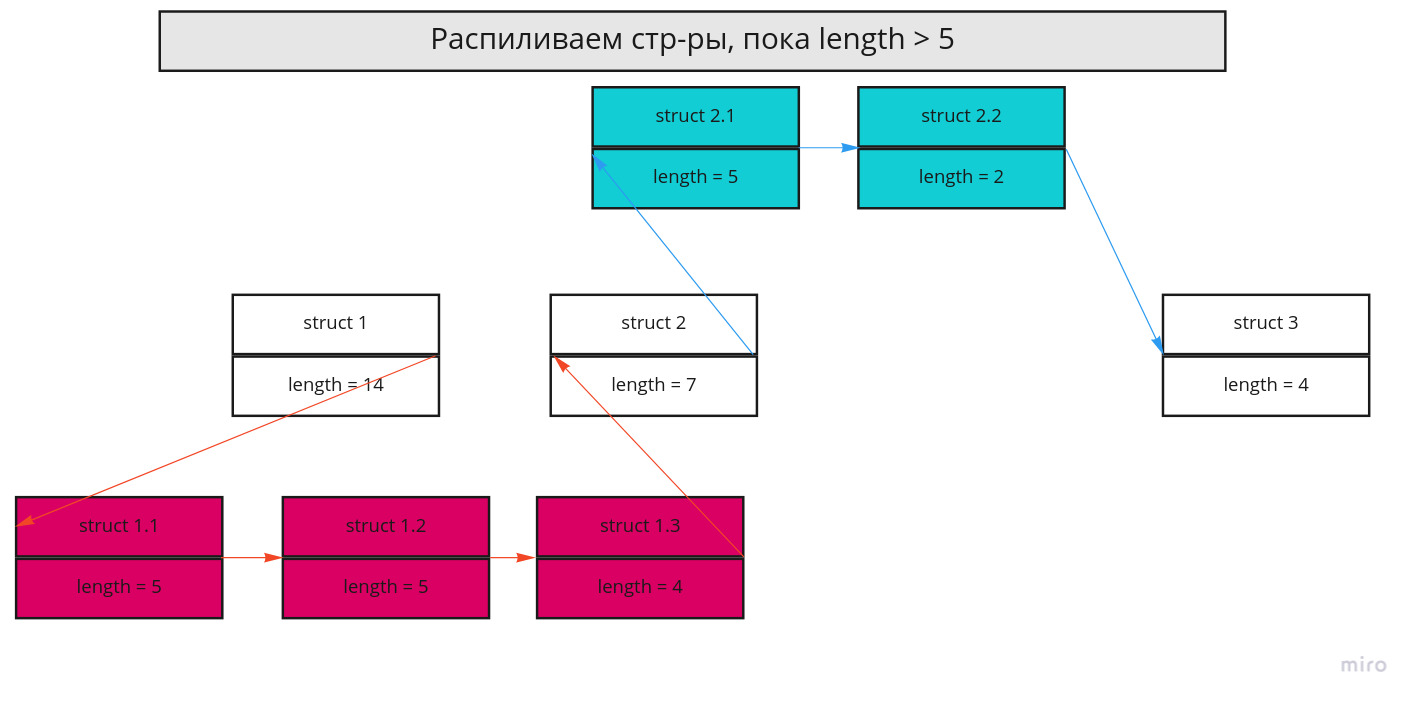 Распиливаем стр-ры, пока length > 5
struct 2.1
struct 2.2
length = 5
length = 2
struct 1
struct 2
struct 3
length = 14
length = 7
length = 4
struct 1.1
struct 1.2
struct 1.3
length = 5
length = 5
length = 4
miro